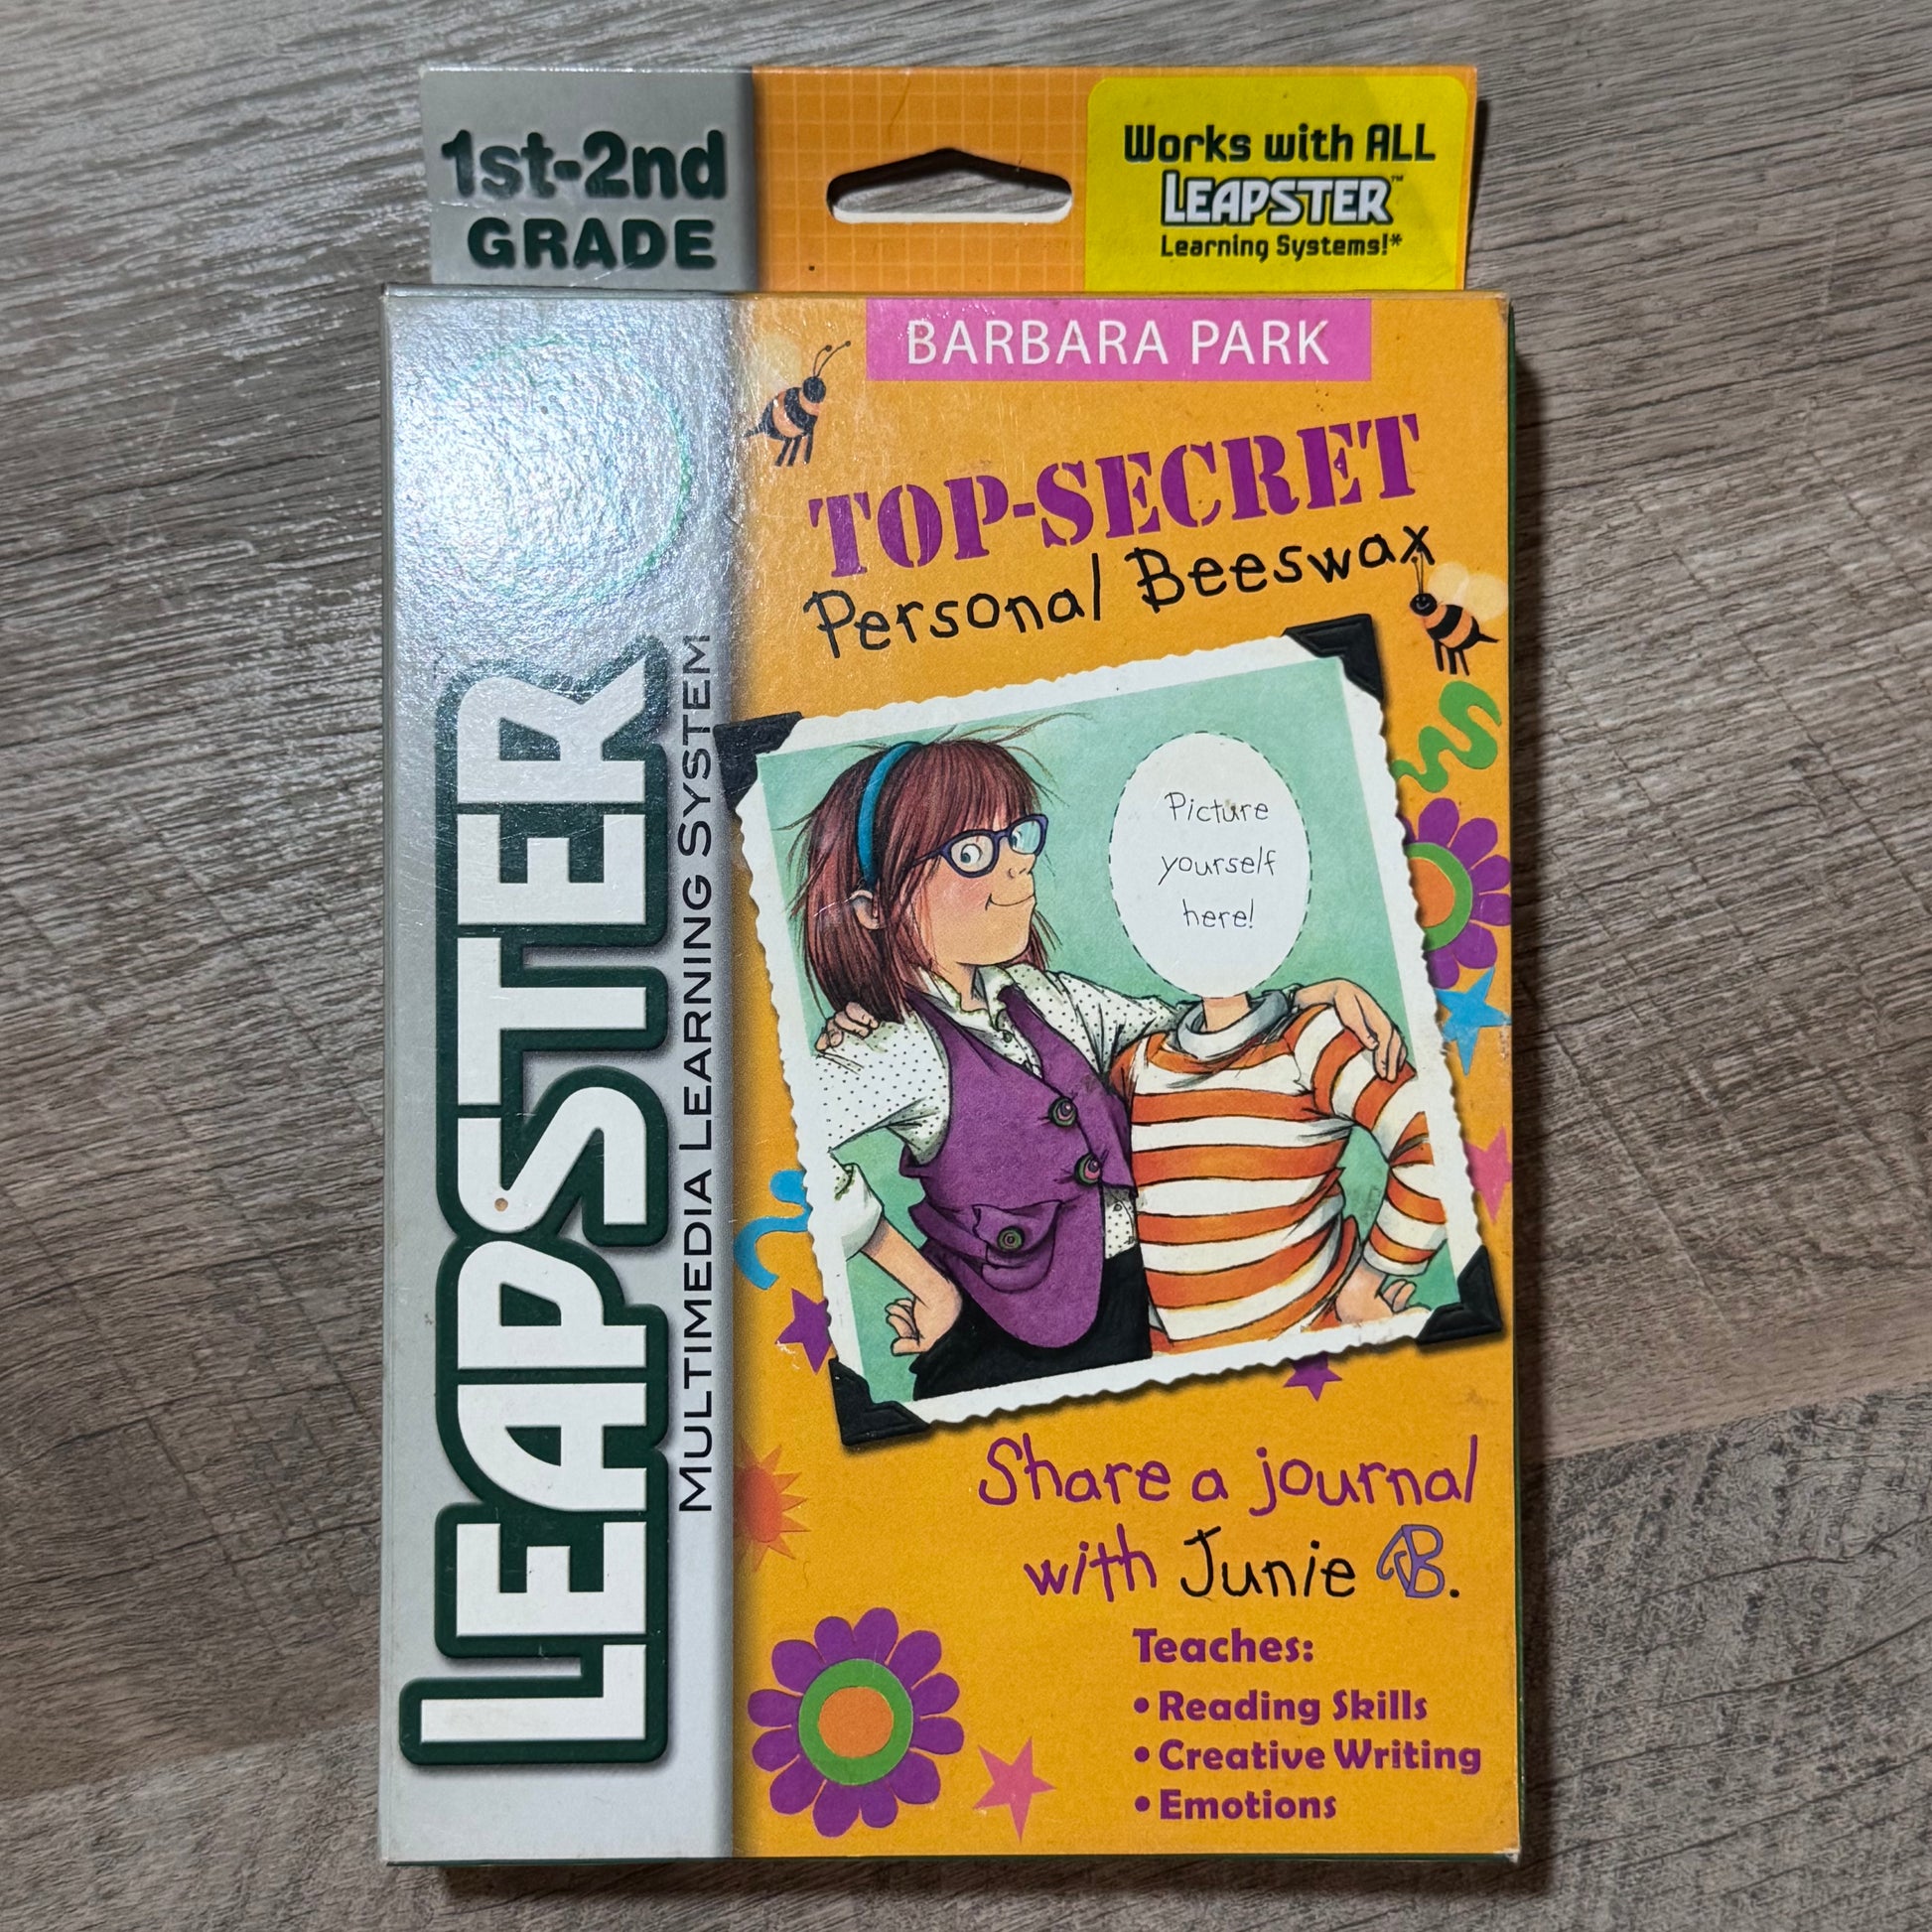 1st-2nd
GRADE
Works with ALL
LEAPSTER™
Learning Systems!*
LEAPSTER
MULTIMEDIA LEARNING SYSTEM
BARBARA PARK
TOP-SECRET
Personal Beeswax
Picture
yourself
here!
Share a journal
with Junie B.
Teaches:
• Reading Skills
• Creative Writing
• Emotions